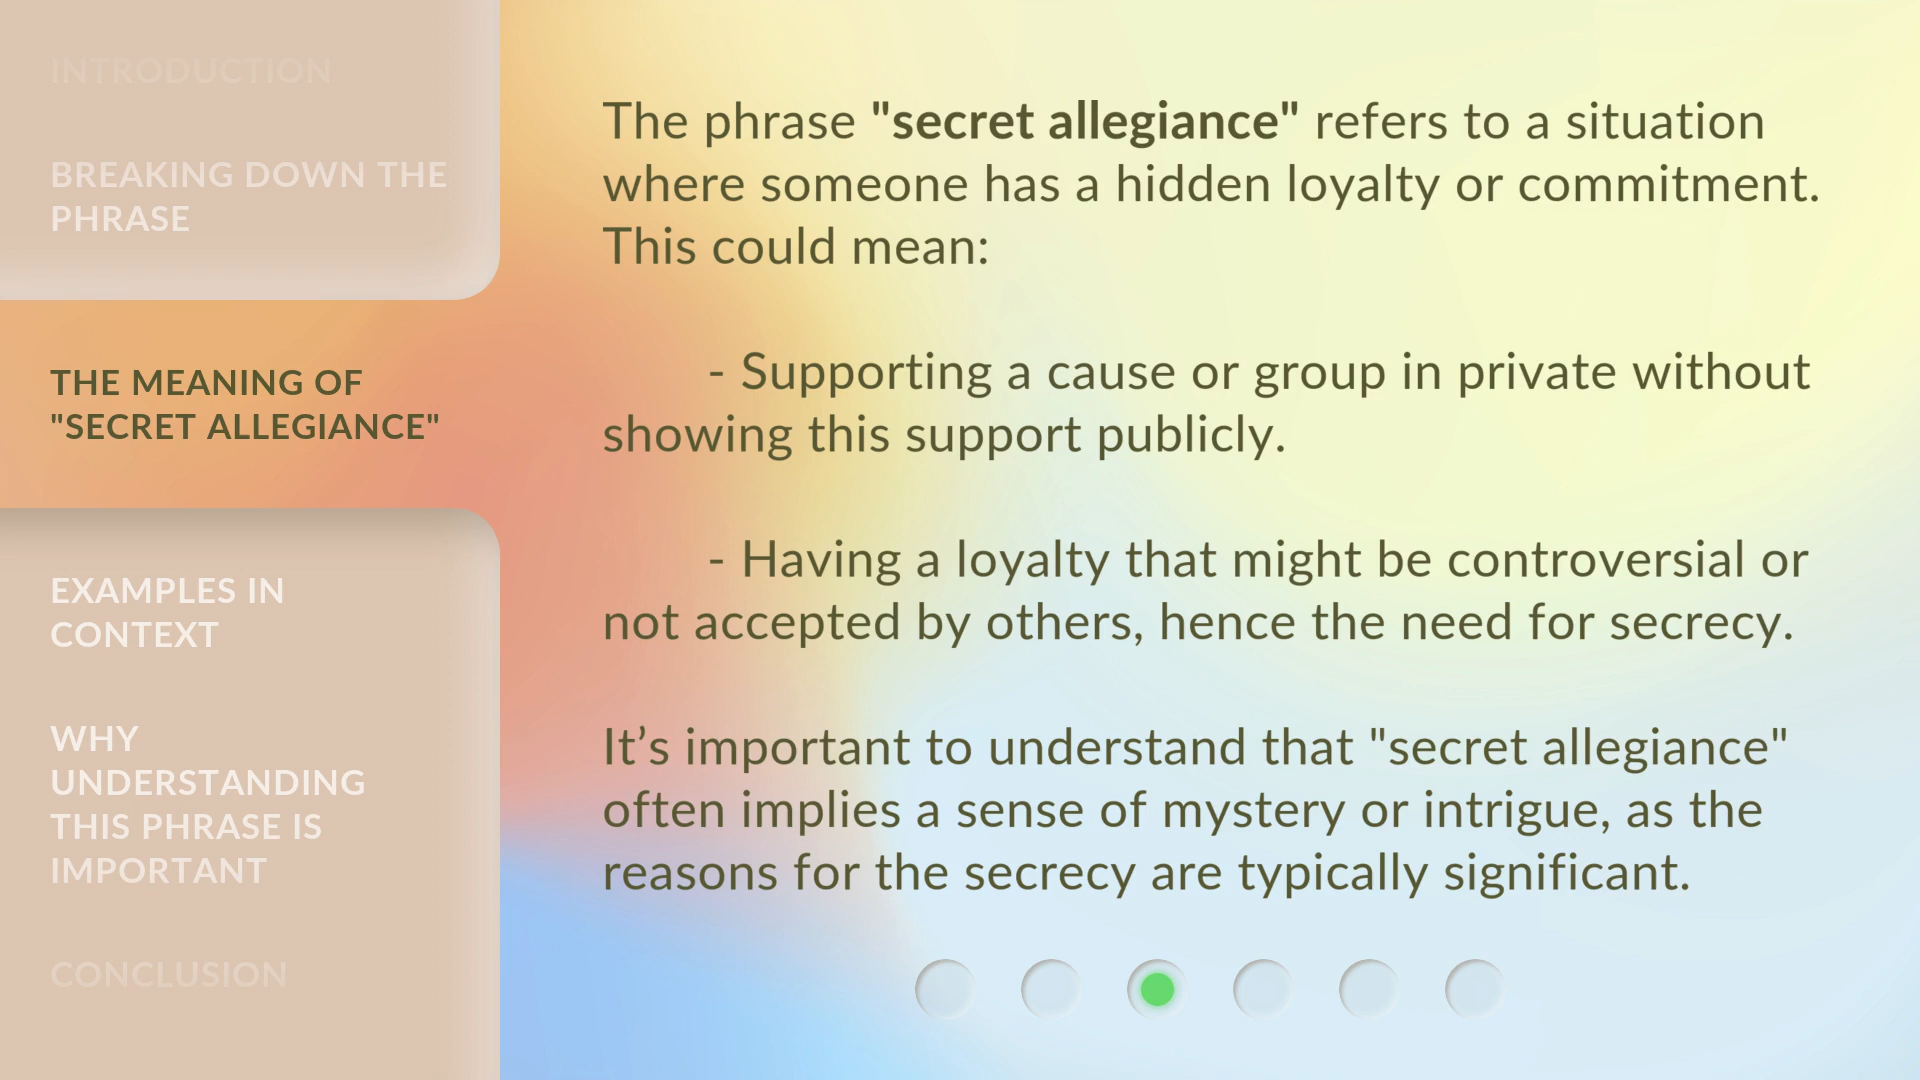 INTRODUCTION
BREAKING DOWN THE
PHRASE
THE MEANING OF
"SECRET ALLEGIANCE"
EXAMPLES IN
CONTEXT
WHY
UNDERSTANDING
THIS PHRASE IS
IMPORTANT
CONCLUSION
The phrase "secret allegiance" refers to a situation
where someone has a hidden loyalty or commitment.
This could mean:
- Supporting a cause or group in private without
showing this support publicly.
- Having a loyalty that might be controversial or
not accepted by others, hence the need for secrecy.
It’s important to understand that "secret allegiance"
often implies a sense of mystery or intrigue, as the
reasons for the secrecy are typically significant.